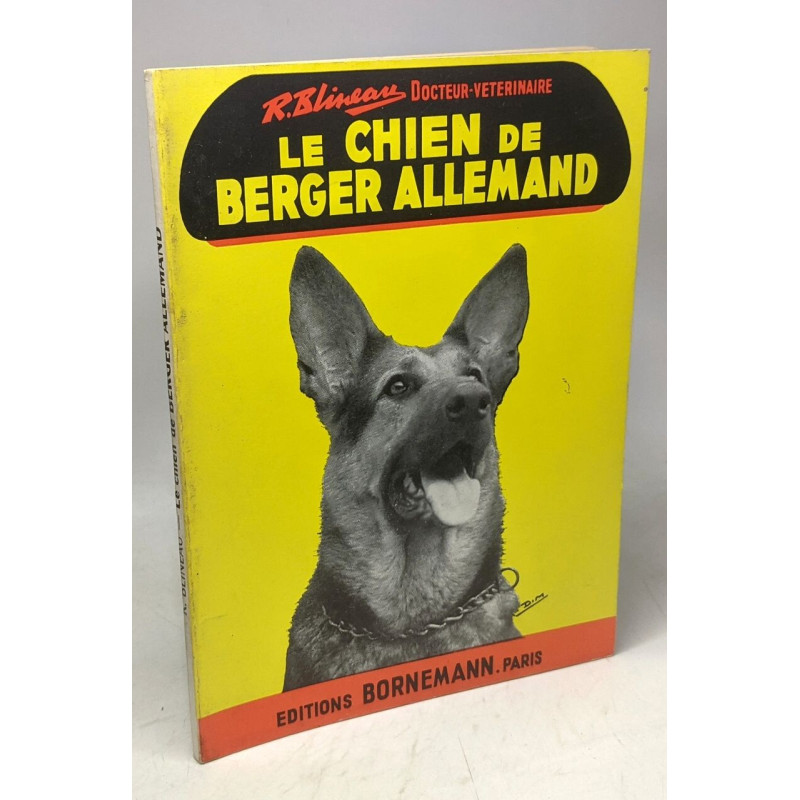 R. Blineau DOCTEUR-VETERINAIRE
LE CHIEN DE
BERGER ALLEMAND
D.M
EDITIONS BORNEMANN. PARIS
R. BLINEAU - Le chien de BERGER ALLEMAND